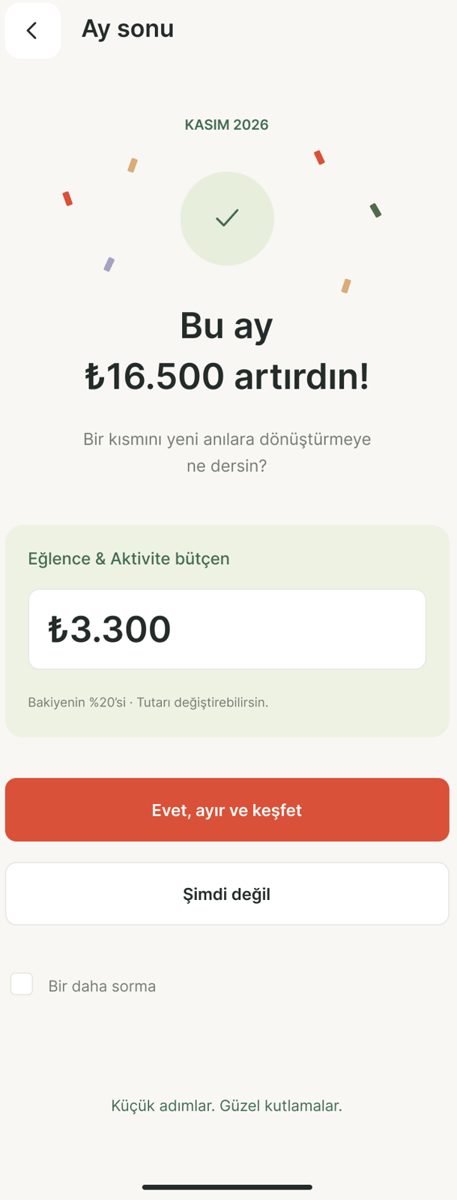 Ay sonu
KASIM 2026
Bu ay
₺16.500 artırdın!
Bir kısmını yeni anılara dönüştürmeye
ne dersin?
Eğlence & Aktivite bütçen
₺3.300
Bakiyenin %20'si · Tutarı değiştirebilirsin.
Evet, ayır ve keşfet
Şimdi değil
Bir daha sorma
Küçük adımlar. Güzel kutlamalar.